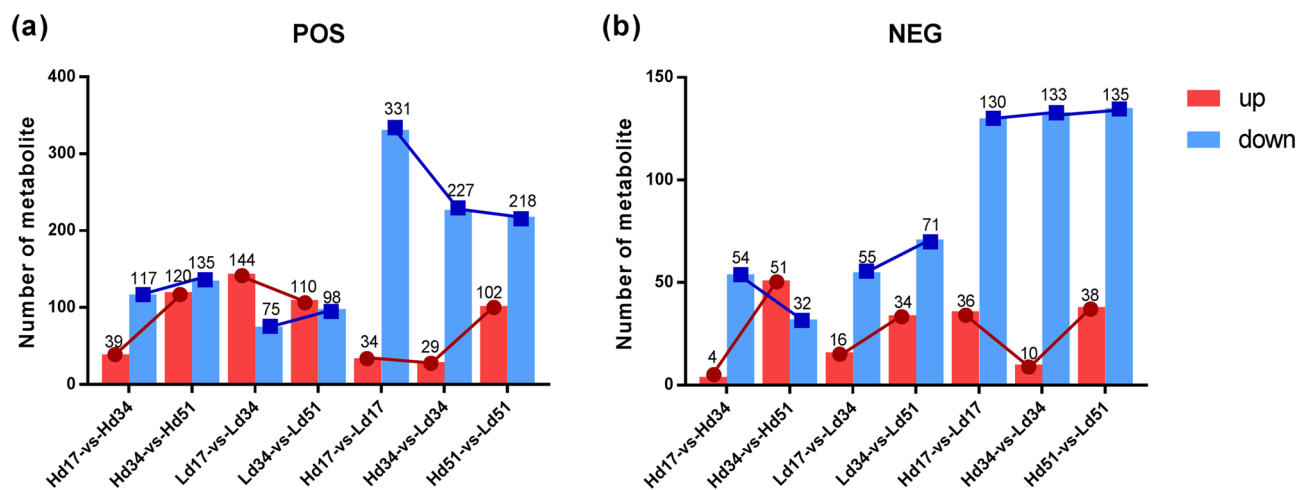 (a)
POS
Number of metabolite
400
300
200
100
0
39
117
120
135
144
75
110
98
34
331
29
227
102
218
Hd17-vs-Hd34
Hd34-vs-Hd51
Ld17-vs-Ld34
Ld34-vs-Ld51
Hd17-vs-Ld17
Hd34-vs-Ld34
Hd51-vs-Ld51
(b)
NEG
Number of metabolite
150
100
50
0
4
54
51
32
16
55
34
71
36
130
10
133
38
135
Hd17-vs-Hd34
Hd34-vs-Hd51
Ld17-vs-Ld34
Ld34-vs-Ld51
Hd17-vs-Ld17
Hd34-vs-Ld34
Hd51-vs-Ld51
up
down